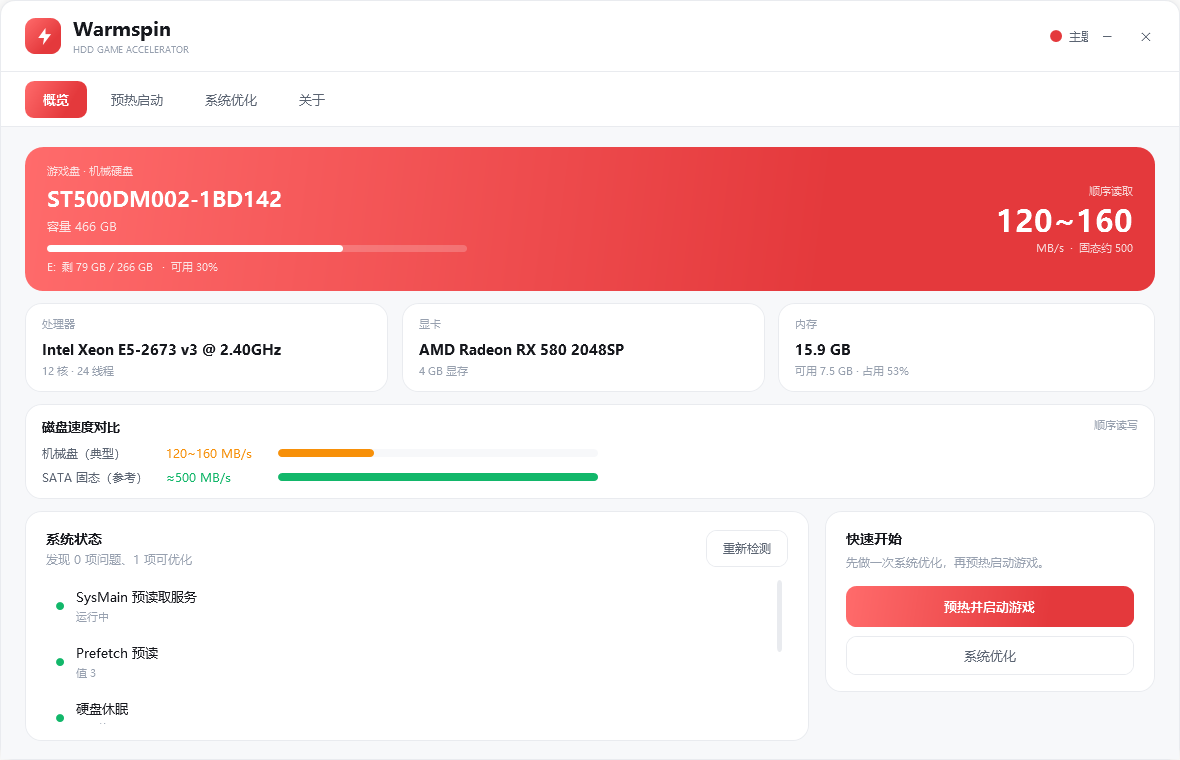 Warmspin
HDD GAME ACCELERATOR
主题
概览
预热启动
系统优化
关于
游戏盘 · 机械硬盘
ST500DM002-1BD142
容量 466 GB
E: 剩 79 GB / 266 GB · 可用 30%
顺序读取
120~160
MB/s · 固态约 500
处理器
Intel Xeon E5-2673 v3 @ 2.40GHz
12 核 · 24 线程
显卡
AMD Radeon RX 580 2048SP
4 GB 显存
内存
15.9 GB
可用 7.5 GB · 占用 53%
磁盘速度对比
顺序读写
机械盘（典型） 120~160 MB/s
SATA 固态（参考） ≈500 MB/s
系统状态
发现 0 项问题、1 项可优化
重新检测
SysMain 预读取服务
运行中
Prefetch 预读
值 3
硬盘休眠
快速开始
先做一次系统优化，再预热启动游戏。
预热并启动游戏
系统优化